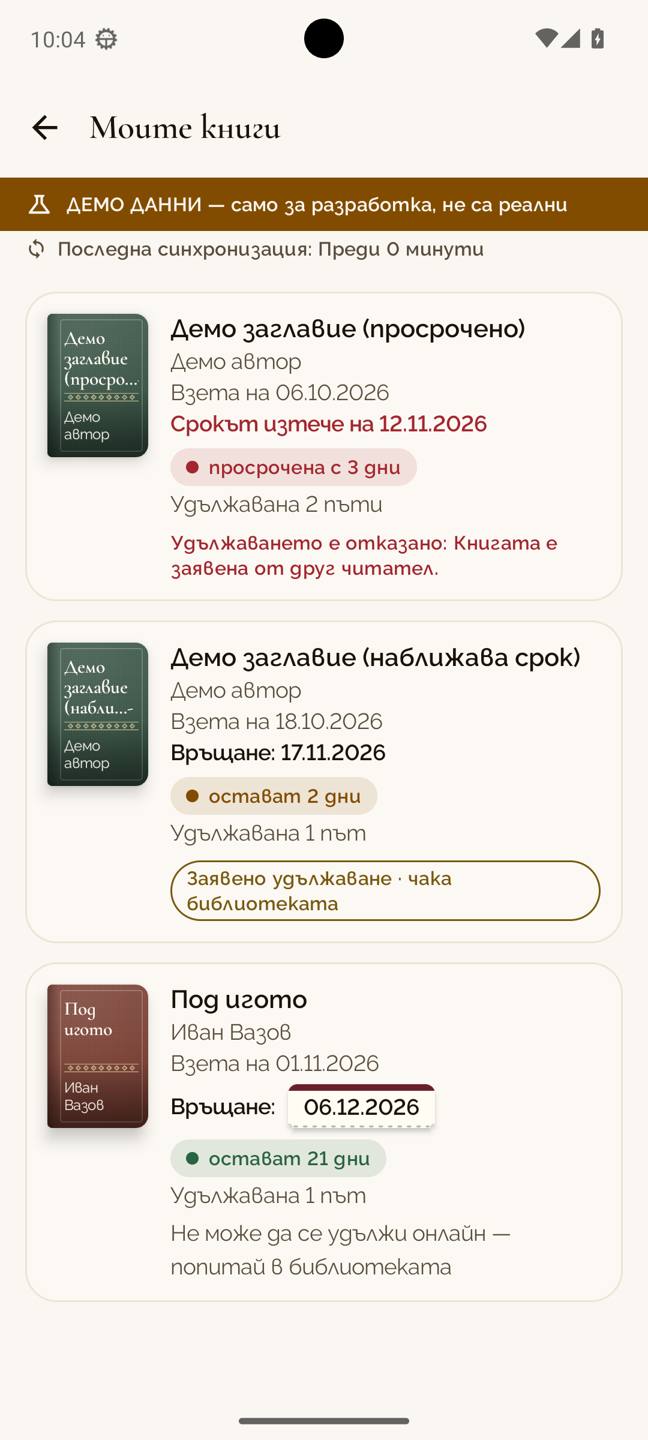 10:04
Моите книги
ДЕМО ДАННИ — само за разработка, не са реални
Последна синхронизация: Преди 0 минути
Демо
заглавие
(просро...
Демо
автор
Демо заглавие (просрочено)
Демо автор
Взета на 06.10.2026
Срокът изтече на 12.11.2026
просрочена с 3 дни
Удължавана 2 пъти
Удължаването е отказано: Книгата е
заявена от друг читател.
Демо
заглавие
(набли...-
Демо
автор
Демо заглавие (наближава срок)
Демо автор
Взета на 18.10.2026
Връщане: 17.11.2026
остават 2 дни
Удължавана 1 път
Заявено удължаване · чака
библиотеката
Под
игото
Иван
Вазов
Под игото
Иван Вазов
Взета на 01.11.2026
Връщане: 06.12.2026
остават 21 дни
Удължавана 1 път
Не може да се удължи онлайн —
попитай в библиотеката